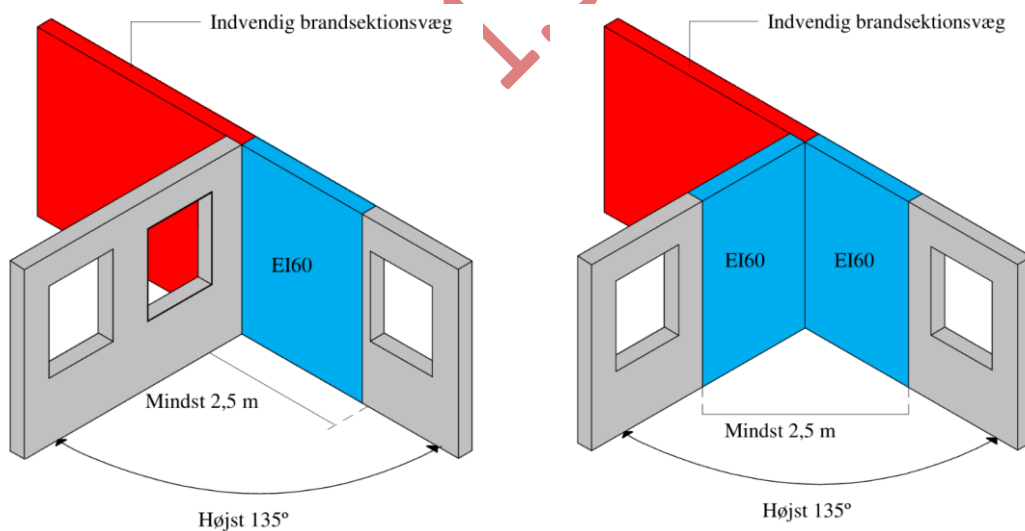 Indvendig brandsektionsvæg
EI60
Mindst 2,5 m
Højst 135º
Indvendig brandsektionsvæg
EI60
EI60
Mindst 2,5 m
Højst 135º